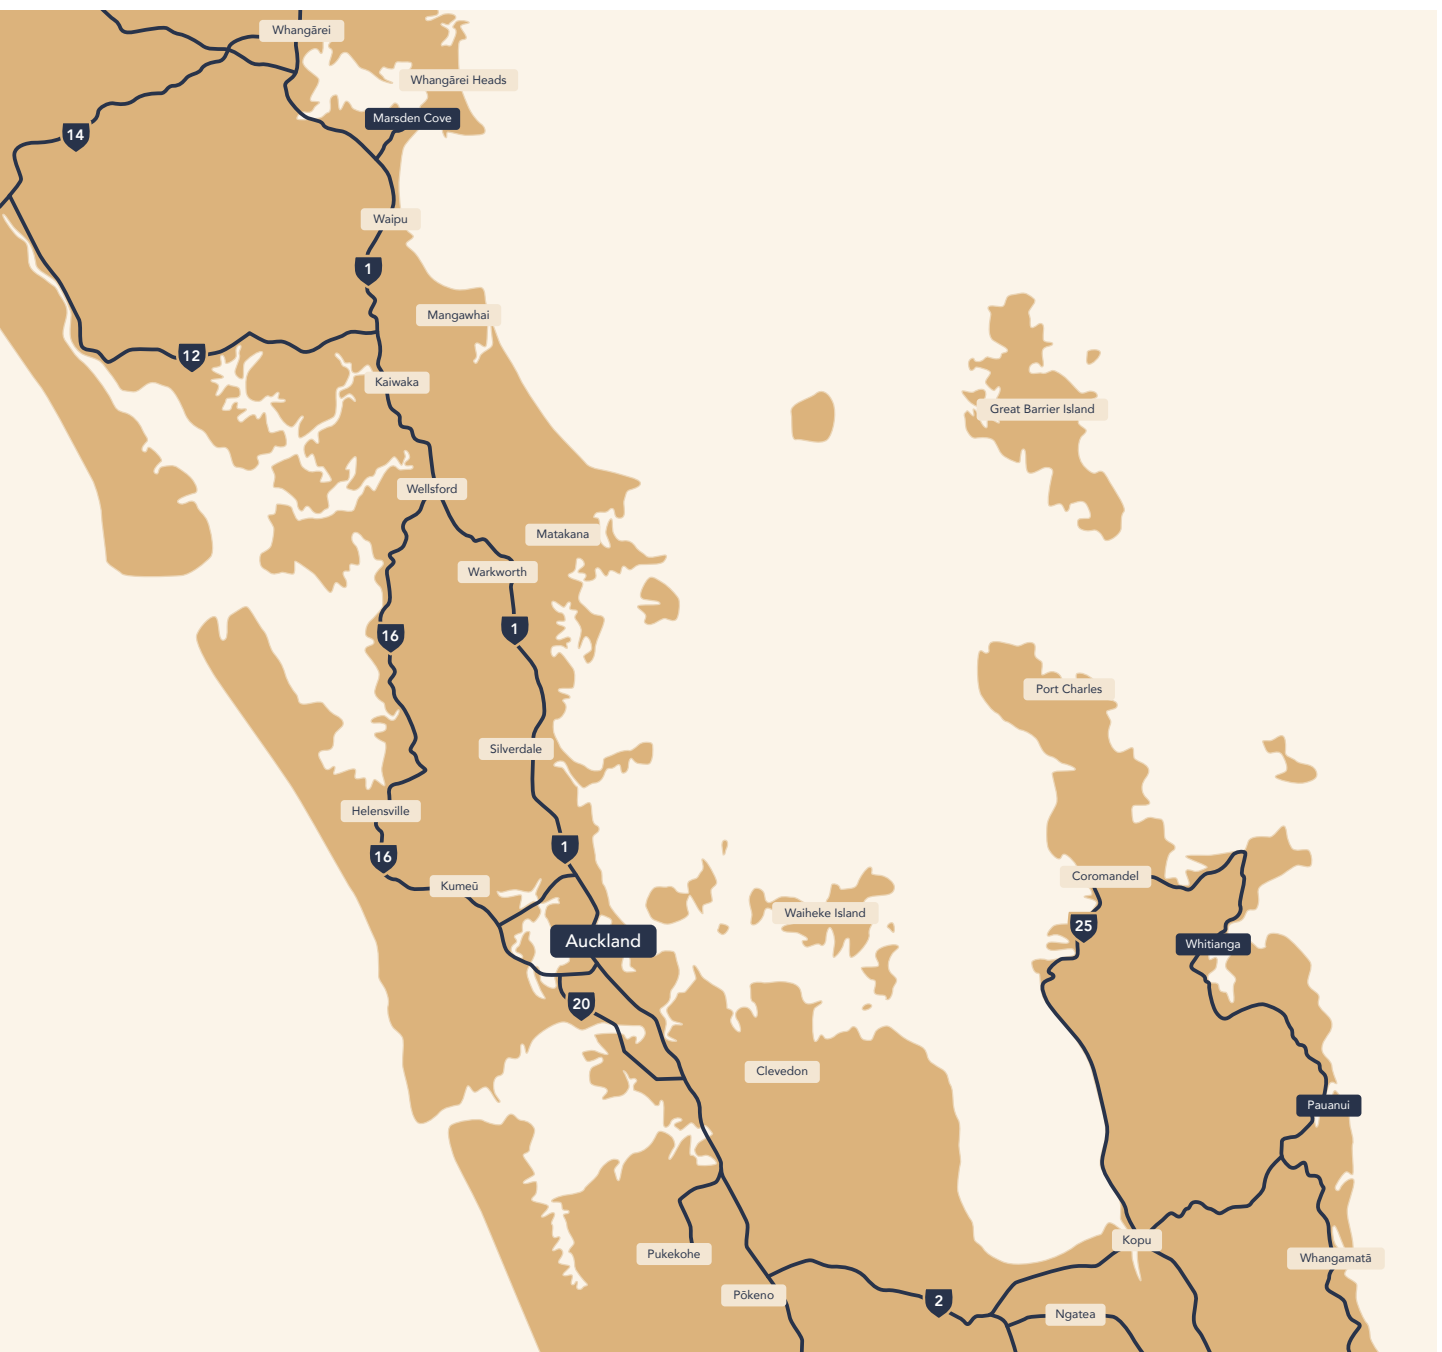 Whangārei
Whangārei Heads
Marsden Cove
14
Waipu
1
Mangawhai
12
Kaiwaka
Great Barrier Island
Wellsford
Matakana
Warkworth
1
16
Port Charles
Silverdale
Helensville
1
16
Coromandel
Kumeū
Waiheke Island
25
Auckland
Whitianga
20
Clevedon
Pauanui
Kopu
Pukekohe
Whangamatā
Pōkeno
2
Ngatea